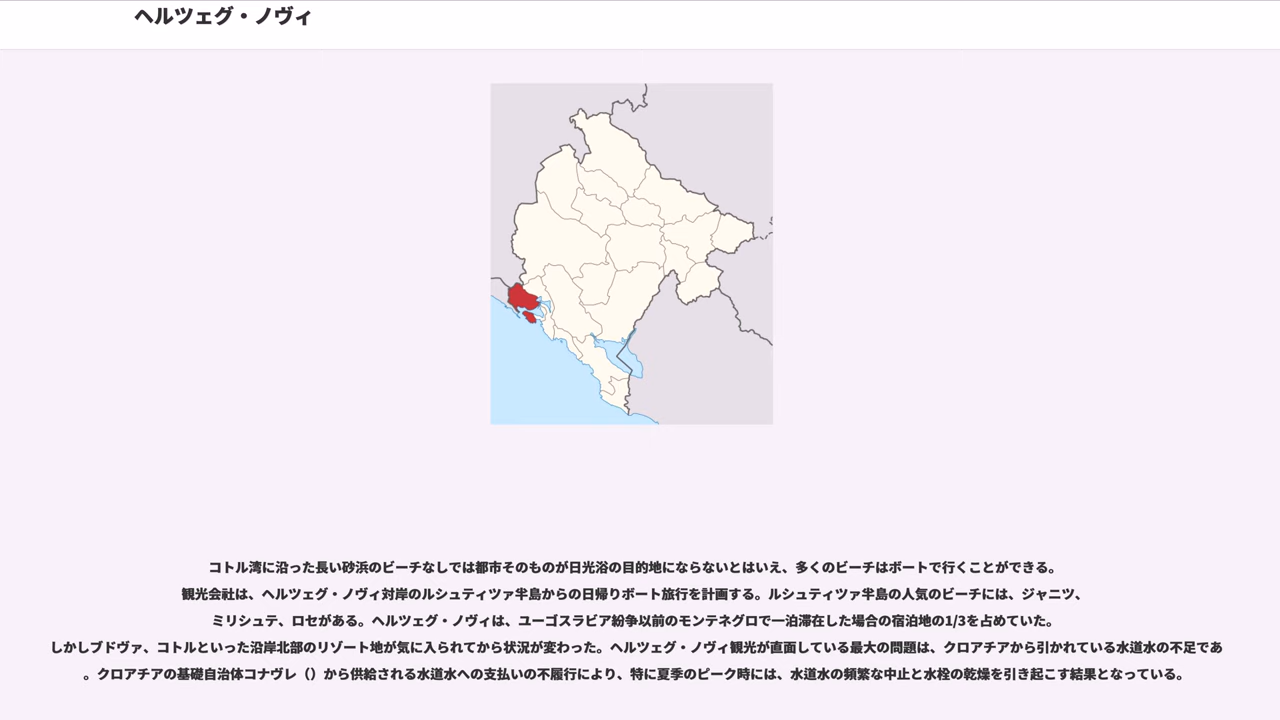 ヘルツェグ・ノヴィ
コトル湾に沿った長い砂浜のビーチなしでは都市そのものが日光浴の目的地にならないとはいえ、多くのビーチはボートで行くことができる。
観光会社は、ヘルツェグ・ノヴィ対岸のルシュティツァ半島からの日帰りボート旅行を計画する。ルシュティツァ半島の人気のビーチには、ジャニツ、
ミリシュテ、ロセがある。ヘルツェグ・ノヴィは、ユーゴスラビア紛争以前のモンテネグロで一泊滞在した場合の宿泊地の1/3を占めていた。
しかしブドヴァ、コトルといった沿岸北部のリゾート地が気に入られてから状況が変わった。ヘルツェグ・ノヴィ観光が直面している最大の問題は、クロアチアから引かれている水道水の不足であ
。クロアチアの基礎自治体コナヴレ（）から供給される水道水への支払いの不履行により、特に夏季のピーク時には、水道水の頻繁な中止と水栓の乾燥を引き起こす結果となっている。